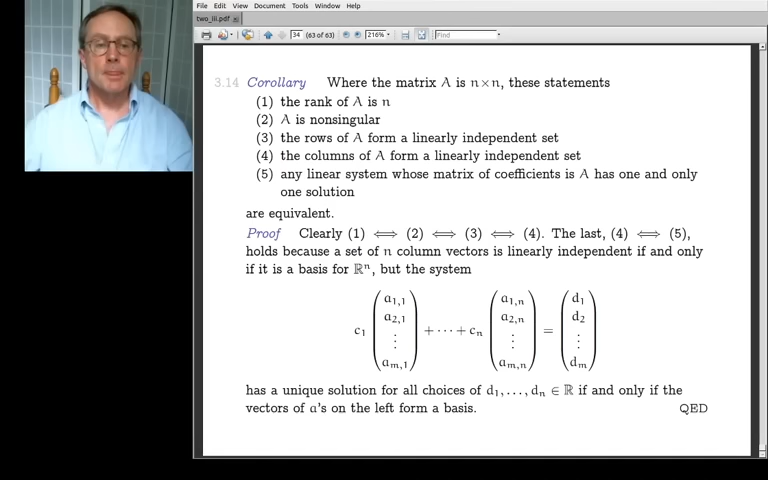 File Edit View Document Tools Window Help
two_iii.pdf
34 (63 of 63) 216% Find
3.14 Corollary Where the matrix A is n×n, these statements
(1) the rank of A is n
(2) A is nonsingular
(3) the rows of A form a linearly independent set
(4) the columns of A form a linearly independent set
(5) any linear system whose matrix of coefficients is A has one and only
one solution
are equivalent.
Proof Clearly (1) ⟺ (2) ⟺ (3) ⟺ (4). The last, (4) ⟺ (5),
holds because a set of n column vectors is linearly independent if and only
if it is a basis for ℝⁿ, but the system
a1,1 a1,n d1
a2,1 a2,n d2
c1 ⋮ + ··· + cn ⋮ = ⋮
am,1 am,n dm
has a unique solution for all choices of d1, . . . , dn ∈ ℝ if and only if the
vectors of a's on the left form a basis. QED